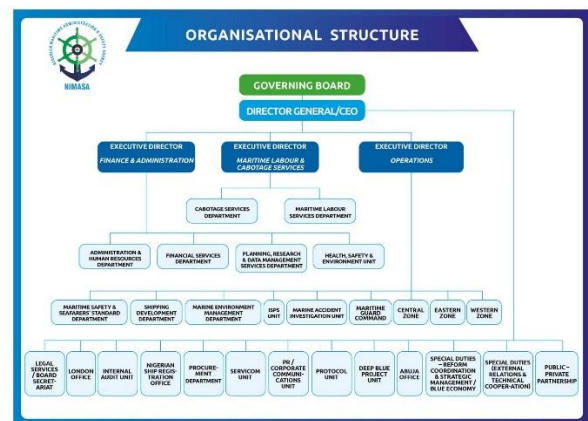 NIGERIAN MARITIME ADMINISTRATION & SAFETY AGENCY
NIMASA
ORGANISATIONAL STRUCTURE
GOVERNING BOARD
DIRECTOR GENERAL/CEO
EXECUTIVE DIRECTOR
FINANCE & ADMINISTRATION
EXECUTIVE DIRECTOR
MARITIME LABOUR &
CABOTAGE SERVICES
EXECUTIVE DIRECTOR
OPERATIONS
CABOTAGE SERVICES
DEPARTMENT
MARITIME LABOUR
SERVICES DEPARTMENT
ADMINISTRATION &
HUMAN RESOURCES
DEPARTMENT
FINANCIAL SERVICES
DEPARTMENT
PLANNING, RESEARCH
& DATA MANAGEMENT
SERVICES DEPARTMENT
HEALTH, SAFETY &
ENVIRONMENT UNIT
MARITIME SAFETY &
SEAFARERS' STANDARD
DEPARTMENT
SHIPPING
DEVELOPMENT
DEPARTMENT
MARINE ENVIRONMENT
MANAGEMENT
DEPARTMENT
ISPS
UNIT
MARINE ACCIDENT
INVESTIGATION UNIT
MARITIME
GUARD
COMMAND
CENTRAL
ZONE
EASTERN
ZONE
WESTERN
ZONE
LEGAL
SERVICES /
BOARD
SECRET-
ARIAT
LONDON
OFFICE
INTERNAL
AUDIT UNIT
NIGERIAN
SHIP REGIS-
TRATION
OFFICE
PROCURE-
MENT
DEPARTMENT
SERVICOM
UNIT
PR /
CORPORATE
COMMUNI-
CATIONS
UNIT
PROTOCOL
UNIT
DEEP BLUE
PROJECT
UNIT
ABUJA
OFFICE
SPECIAL DUTIES
– REFORM
COORDINATION
& STRATEGIC
MANAGEMENT /
BLUE ECONOMY
SPECIAL DUTIES
(EXTERNAL
RELATIONS &
TECHNICAL
COOPER-ATION)
PUBLIC –
PRIVATE
PARTNERSHIP